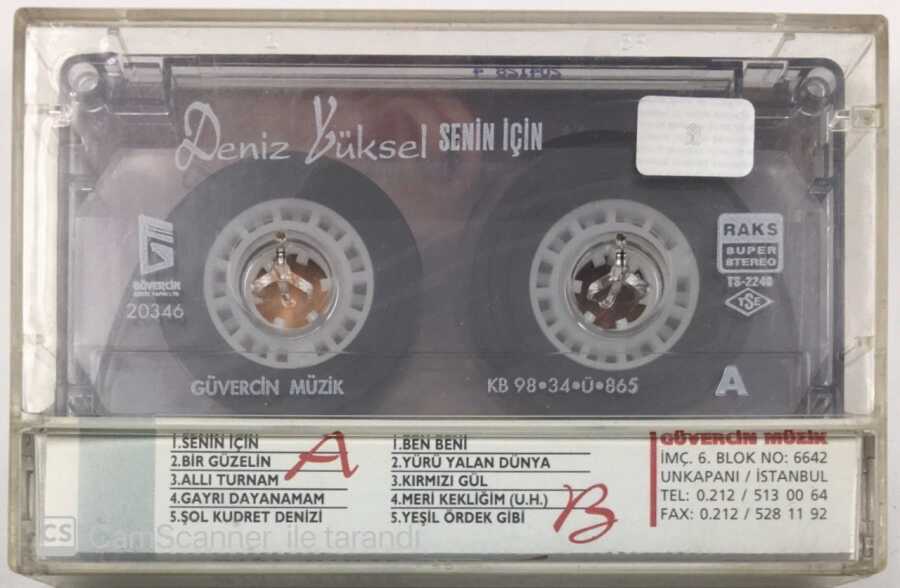 Deniz Yüksel SENİN İÇİN
GÜVERCİN
20346
RAKS
SUPER
STEREO
TS-2240
TSE
GÜVERCİN MÜZİK
KB 98•34•Ü•865
A
1.SENİN İÇİN
2.BİR GÜZELİN
3.ALLI TURNAM
4.GAYRI DAYANAMAM
5.ŞOL KUDRET DENİZİ
A
1.BEN BENİ
2.YÜRÜ YALAN DÜNYA
3.KIRMIZI GÜL
4.MERİ KEKLİĞİM (U.H.)
5.YEŞİL ÖRDEK GİBİ
B
GÜVERCİN MÜZİK
İMÇ. 6. BLOK NO: 6642
UNKAPANI / İSTANBUL
TEL: 0.212 / 513 00 64
FAX: 0.212 / 528 11 92
CS CamScanner ile tarandı